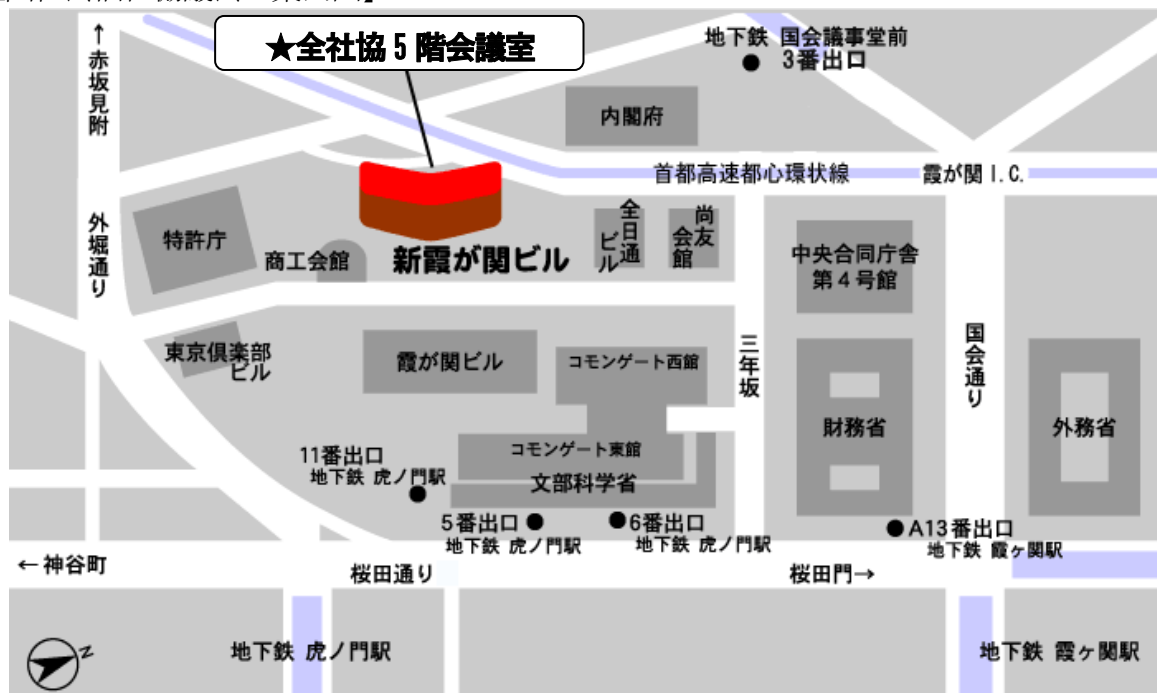 ★全社協 5 階会議室
地下鉄 国会議事堂前
3番出口
←赤坂見附
内閣府
首都高速都心環状線
霞が関 I.C.
外堀通り
特許庁
商工会館
新霞が関ビル
全日通
ビル
尚友
会館
中央合同庁舎
第4号館
東京倶楽部
ビル
霞が関ビル
コモンゲート西館
三年坂
国会通り
財務省
外務省
コモンゲート東館
文部科学省
11番出口
地下鉄 虎ノ門駅
5番出口
地下鉄 虎ノ門駅
6番出口
地下鉄 虎ノ門駅
A13番出口
地下鉄 霞ヶ関駅
←神谷町
桜田通り
桜田門→
地下鉄 虎ノ門駅
地下鉄 霞ヶ関駅
Z